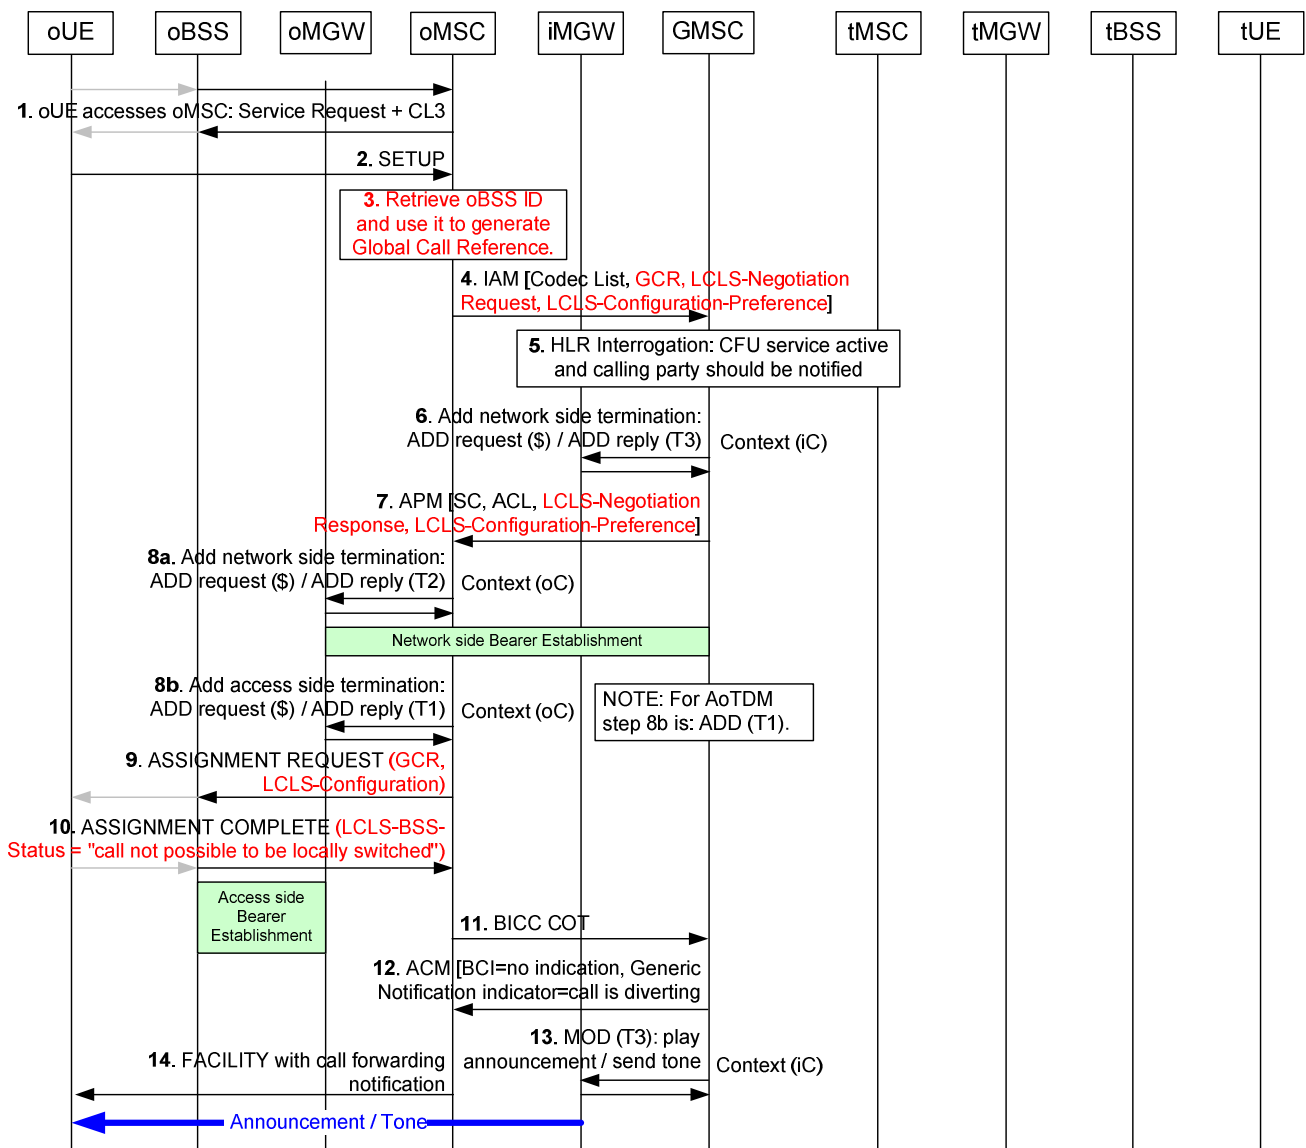 oUE oBSS oMGW oMSC iMGW GMSC tMSC tMGW tBSS tUE
1. oUE accesses oMSC: Service Request + CL3
2. SETUP
3. Retrieve oBSS ID
and use it to generate
Global Call Reference.
4. IAM [Codec List, GCR, LCLS-Negotiation
Request, LCLS-Configuration-Preference]
5. HLR Interrogation: CFU service active
and calling party should be notified
6. Add network side termination:
ADD request ($) / ADD reply (T3)
Context (iC)
7. APM [SC, ACL, LCLS-Negotiation
Response, LCLS-Configuration-Preference]
8a. Add network side termination:
ADD request ($) / ADD reply (T2)
Context (oC)
Network side Bearer Establishment
8b. Add access side termination:
ADD request ($) / ADD reply (T1)
Context (oC)
NOTE: For AoTDM
step 8b is: ADD (T1).
9. ASSIGNMENT REQUEST (GCR,
LCLS-Configuration)
10. ASSIGNMENT COMPLETE (LCLS-BSS-
Status = "call not possible to be locally switched")
Access side
Bearer
Establishment
11. BICC COT
12. ACM [BCI=no indication, Generic
Notification indicator=call is diverting
13. MOD (T3): play
announcement / send tone
Context (iC)
14. FACILITY with call forwarding
notification
Announcement / Tone